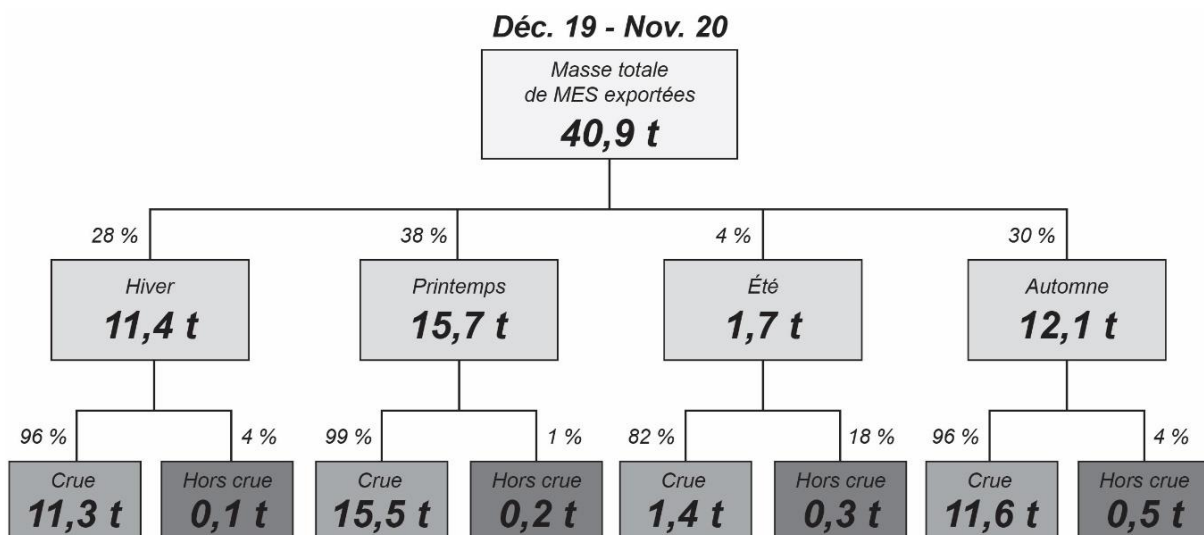 Déc. 19 - Nov. 20
Masse totale
de MES exportées
40,9 t
28 %
38 %
4 %
30 %
Hiver
11,4 t
Printemps
15,7 t
Été
1,7 t
Automne
12,1 t
96 %
4 %
99 %
1 %
82 %
18 %
96 %
4 %
Crue
11,3 t
Hors crue
0,1 t
Crue
15,5 t
Hors crue
0,2 t
Crue
1,4 t
Hors crue
0,3 t
Crue
11,6 t
Hors crue
0,5 t